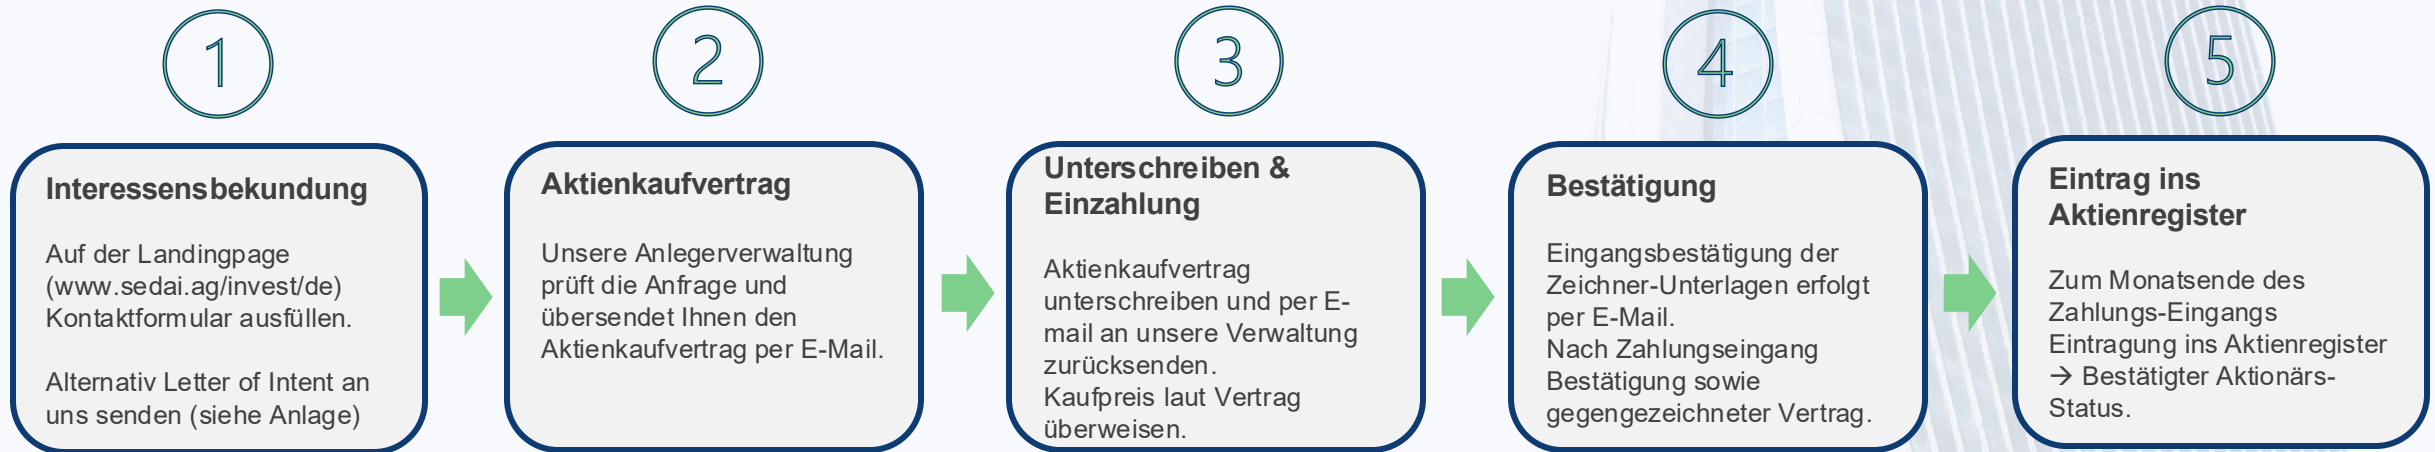 1
Interessensbekundung
Auf der Landingpage
(www.sedai.ag/invest/de)
Kontaktformular ausfüllen.
Alternativ Letter of Intent an
uns senden (siehe Anlage)
2
Aktienkaufvertrag
Unsere Anlegerverwaltung
prüft die Anfrage und
übersendet Ihnen den
Aktienkaufvertrag per E-Mail.
3
Unterschreiben &
Einzahlung
Aktienkaufvertrag
unterschreiben und per E-
mail an unsere Verwaltung
zurücksenden.
Kaufpreis laut Vertrag
überweisen.
4
Bestätigung
Eingangsbestätigung der
Zeichner-Unterlagen erfolgt
per E-Mail.
Nach Zahlungseingang
Bestätigung sowie
gegengezeichneter Vertrag.
5
Eintrag ins
Aktienregister
Zum Monatsende des
Zahlungs-Eingangs
Eintragung ins Aktienregister
→ Bestätigter Aktionärs-
Status.